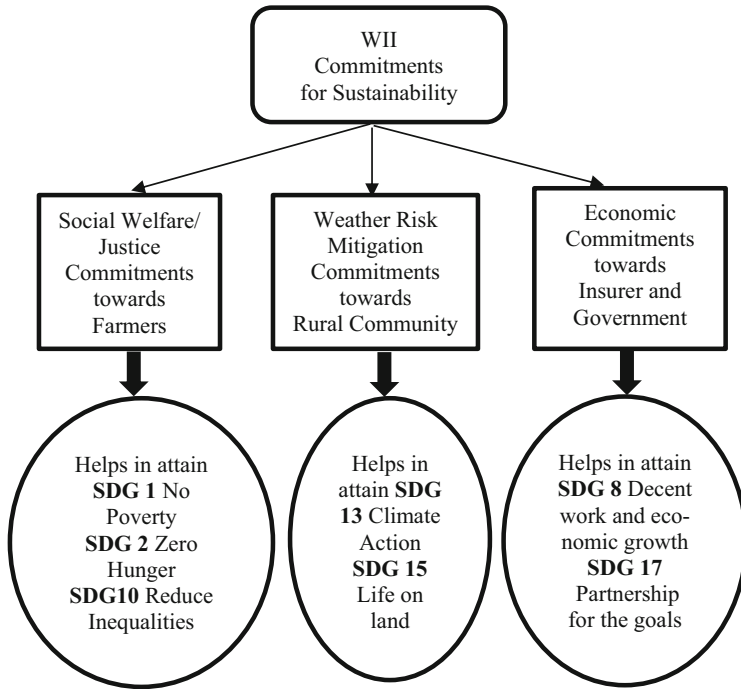 WII
Commitments
for Sustainability
Social Welfare/
Justice
Commitments
towards
Farmers
Weather Risk
Mitigation
Commitments
towards
Rural Community
Economic
Commitments
towards
Insurer and
Government
Helps in attain
SDG 1 No
Poverty
SDG 2 Zero
Hunger
SDG10 Reduce
Inequalities
Helps in
attain SDG
13 Climate
Action
SDG 15
Life on
land
Helps in attain
SDG 8 Decent
work and eco-
nomic growth
SDG 17
Partnership
for the goals